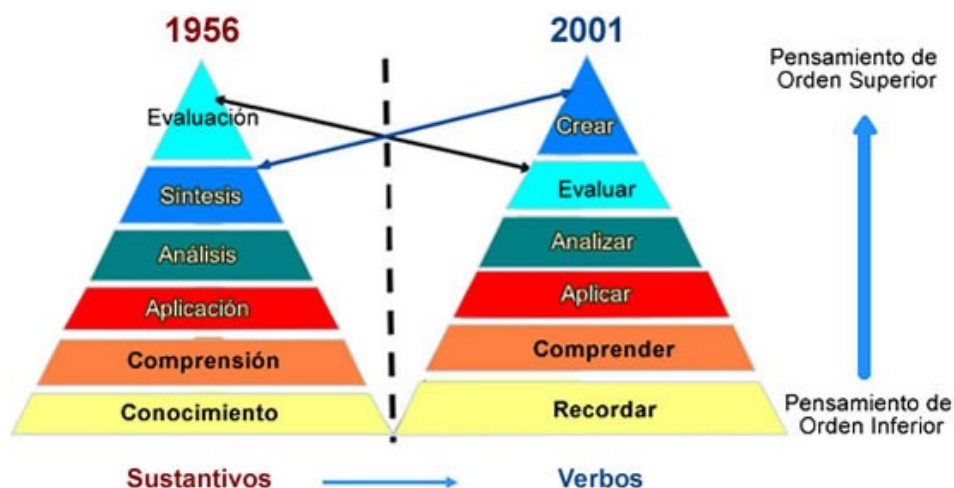 1956
2001
Evaluación
Síntesis
Análisis
Aplicación
Comprensión
Conocimiento
Crear
Evaluar
Analizar
Aplicar
Comprender
Recordar
Pensamiento de
Orden Superior
Pensamiento de
Orden Inferior
Sustantivos
Verbos